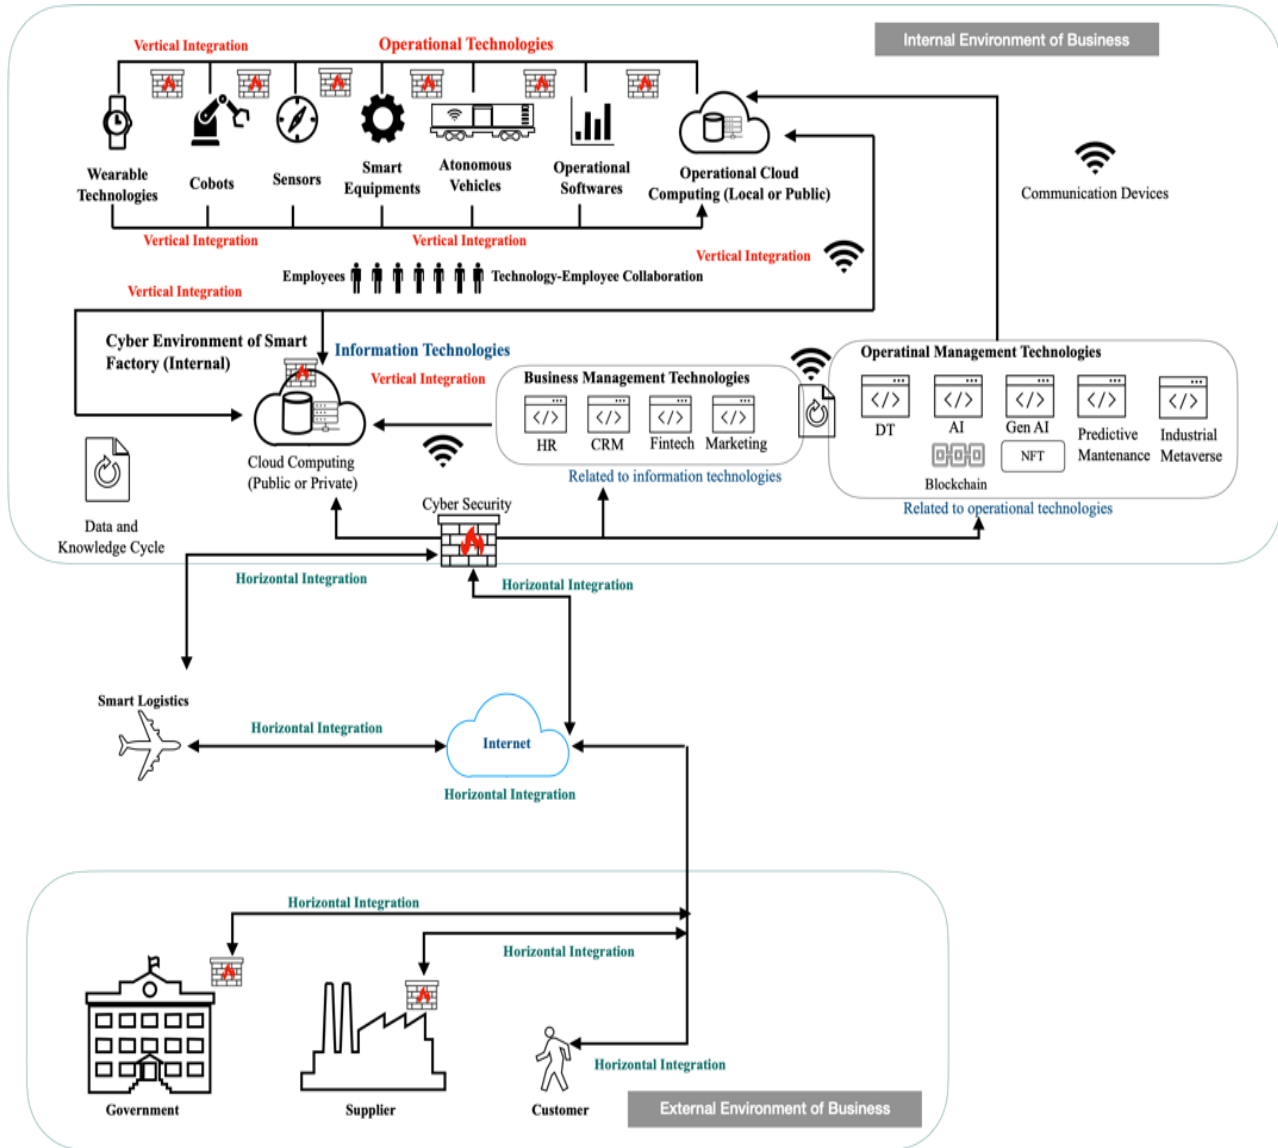 Internal Environment of Business
Vertical Integration
Operational Technologies
Wearable
Technologies
Cobots
Sensors
Smart
Equipments
Atonomous
Vehicles
Operational
Softwares
Operational Cloud
Computing (Local or Public)
Communication Devices
Vertical Integration
Vertical Integration
Vertical Integration
Employees
Technology-Employee Collaboration
Vertical Integration
Cyber Environment of Smart
Factory (Internal)
Information Technologies
Vertical Integration
Business Management Technologies
</>
</>
</>
</>
HR
CRM
Fintech
Marketing
Related to information technologies
Operatinal Management Technologies
</>
</>
</>
</>
</>
DT
AI
Gen AI
Predictive
Mantenance
Industrial
Metaverse
Blockchain
NFT
Related to operational technologies
Cloud Computing
(Public or Private)
Data and
Knowledge Cycle
Cyber Security
Horizontal Integration
Horizontal Integration
Smart Logistics
Horizontal Integration
Internet
Horizontal Integration
Horizontal Integration
Horizontal Integration
Horizontal Integration
Government
Supplier
Customer
External Environment of Business